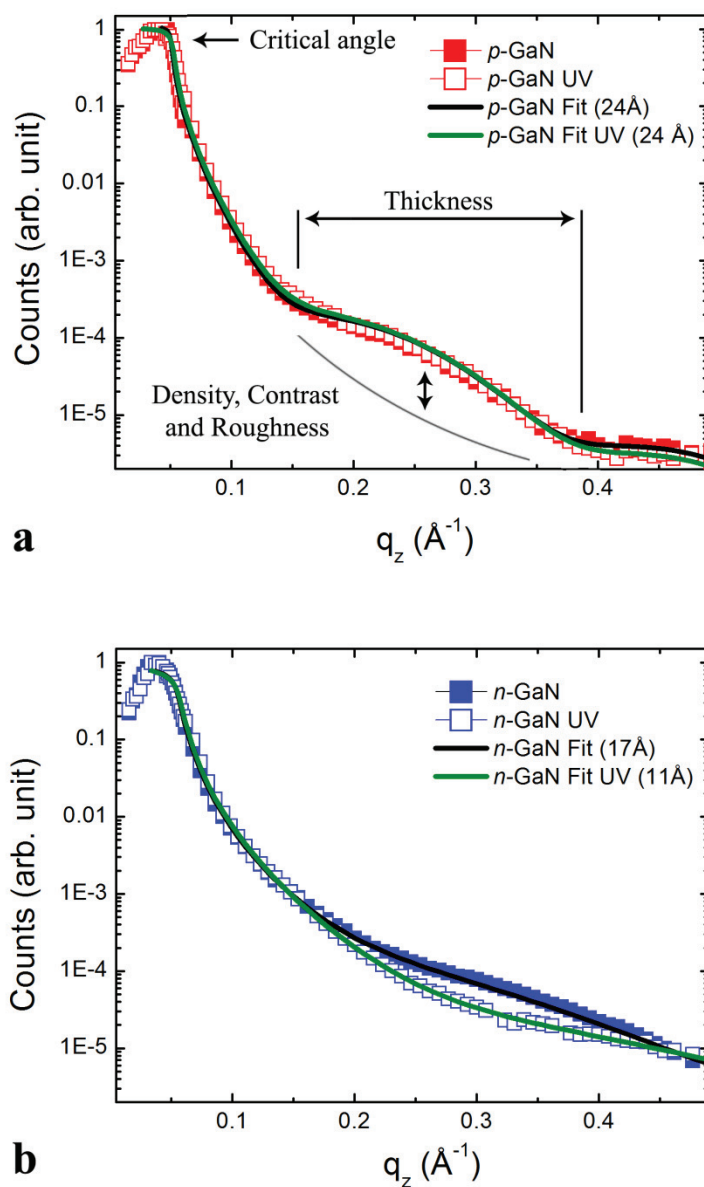 1
0.1
0.01
1E-3
1E-4
1E-5
Counts (arb. unit)
Critical angle
p-GaN
p-GaN UV
p-GaN Fit (24Å)
p-GaN Fit UV (24 Å)
Thickness
Density, Contrast
and Roughness
0.1 0.2 0.3 0.4
q_z (Å⁻¹)
a
1
0.1
0.01
1E-3
1E-4
1E-5
Counts (arb. unit)
n-GaN
n-GaN UV
n-GaN Fit (17Å)
n-GaN Fit UV (11Å)
0.1 0.2 0.3 0.4
q_z (Å⁻¹)
b